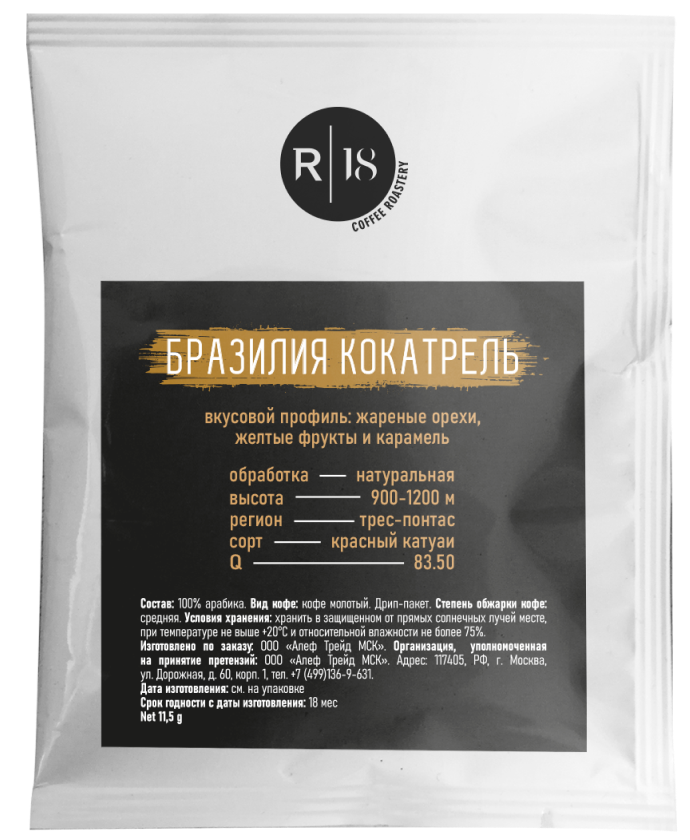 R 18
COFFEE ROASTERY
БРАЗИЛИЯ КОКАТРЕЛЬ
вкусовой профиль: жареные орехи,
желтые фрукты и карамель
обработка — натуральная
высота — 900-1200 м
регион — трес-понтас
сорт — красный катуаи
Q — 83.50
Состав: 100% арабика. Вид кофе: кофе молотый. Дрип-пакет. Степень обжарки кофе:
средняя. Условия хранения: хранить в защищенном от прямых солнечных лучей месте,
при температуре не выше +20°С и относительной влажности не более 75%.
Изготовлено по заказу: ООО «Алеф Трейд МСК». Организация, уполномоченная
на принятие претензий: ООО «Алеф Трейд МСК». Адрес: 117405, РФ, г. Москва,
ул. Дорожная, д. 60, корп. 1, тел. +7 (499)136-9-631.
Дата изготовления: см. на упаковке
Срок годности с даты изготовления: 18 мес
Net 11,5 g